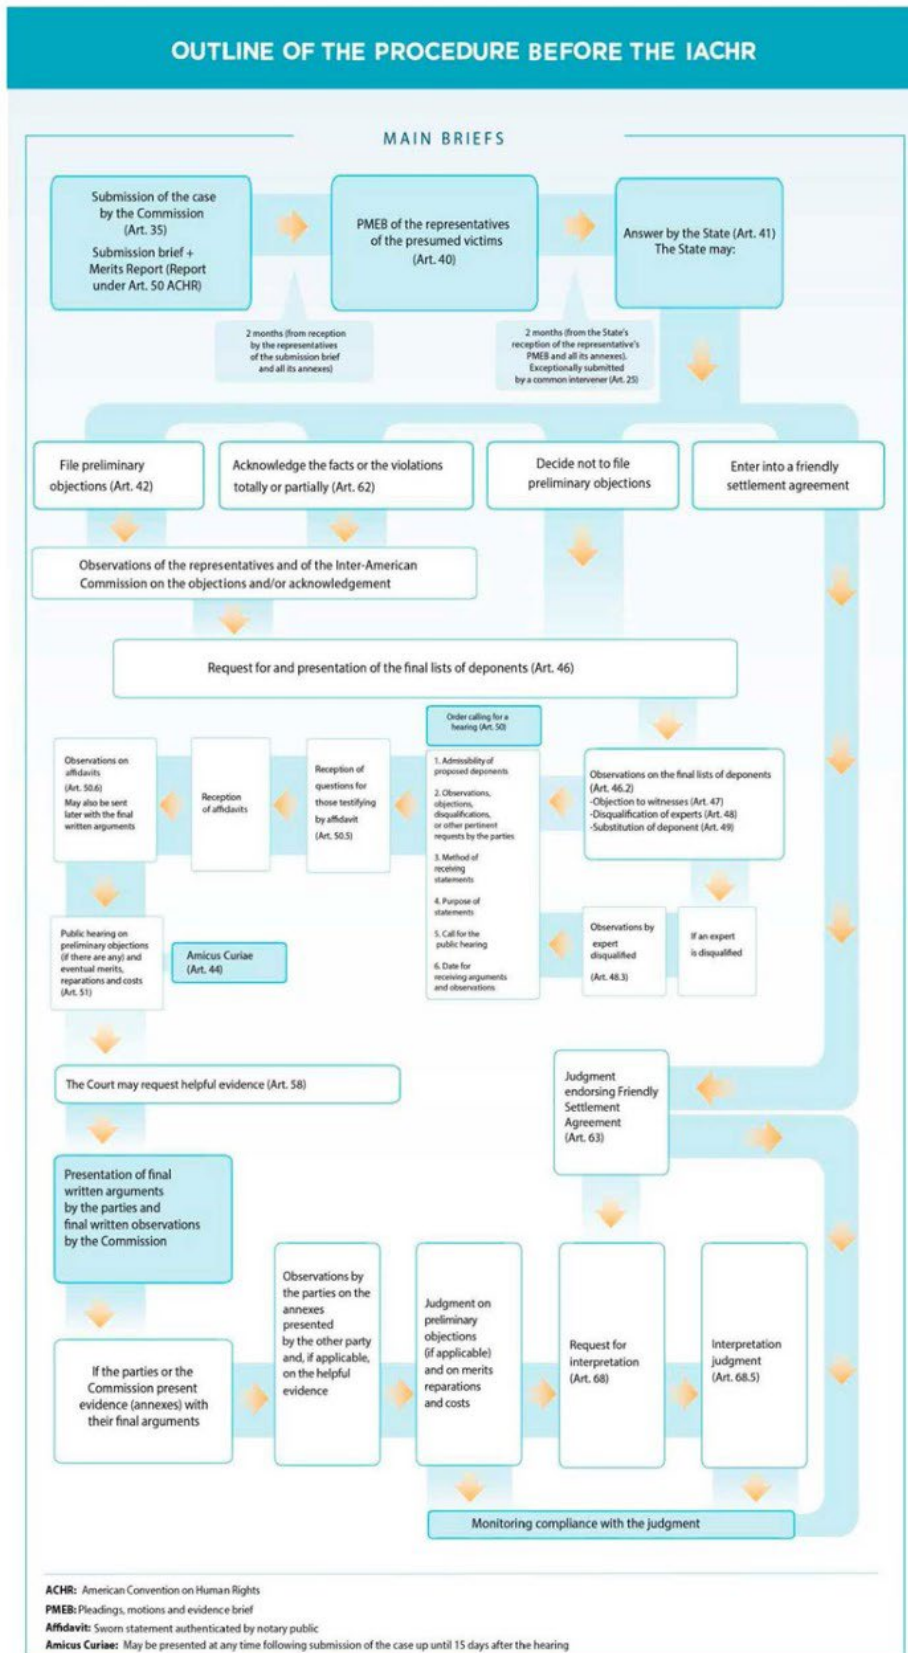 OUTLINE OF THE PROCEDURE BEFORE THE IACHR
MAIN BRIEFS
Submission of the case
by the Commission
(Art. 35)
Submission brief +
Merits Report (Report
under Art. 50 ACHR)
PMEB of the representatives
of the presumed victims
(Art. 40)
Answer by the State (Art. 41)
The State may:
2 months (from reception
by the representatives
of the submission brief
and all its annexes)
2 months (from the State's
reception of the representative's
PMEB and all its annexes).
Exceptionally submitted
by a common intervener (Art. 25)
File preliminary
objections (Art. 42)
Acknowledge the facts or the violations
totally or partially (Art. 62)
Decide not to file
preliminary objections
Enter into a friendly
settlement agreement
Observations of the representatives and of the Inter-American
Commission on the objections and/or acknowledgement
Request for and presentation of the final lists of deponents (Art. 46)
Observations on
affidavits
(Art. 50.6)
May also be sent
later with the final
written arguments
Reception
of affidavits
Reception of
questions for
those testifying
by affidavit
(Art. 50.5)
Order calling for a
hearing (Art. 50)
1. Admissibility of
proposed deponents
2. Observations,
objections,
disqualifications,
or other pertinent
requests by the parties
3. Method of
receiving
statements
4. Purpose of
statements
5. Call for the
public hearing
6. Date for
receiving arguments
and observations
Observations on the final lists of deponents
(Art. 46.2)
-Objection to witnesses (Art. 47)
-Disqualification of experts (Art. 48)
-Substitution of deponent (Art. 49)
Public hearing on
preliminary objections
(if there are any) and
eventual merits,
reparations and costs
(Art. 51)
Amicus Curiae
(Art. 44)
Observations by
expert
disqualified
(Art. 48.3)
If an expert
is disqualified
The Court may request helpful evidence (Art. 58)
Judgment
endorsing Friendly
Settlement
Agreement
(Art. 63)
Presentation of final
written arguments
by the parties and
final written observations
by the Commission
If the parties or the
Commission present
evidence (annexes) with
their final arguments
Observations by
the parties on the
annexes
presented
by the other party
and, if applicable,
on the helpful
evidence
Judgment on
preliminary
objections
(if applicable)
and on merits
reparations
and costs
Request for
interpretation
(Art. 68)
Interpretation
judgment
(Art. 68.5)
Monitoring compliance with the judgment
ACHR: American Convention on Human Rights
PMEB: Pleadings, motions and evidence brief
Affidavit: Sworn statement authenticated by notary public
Amicus Curiae: May be presented at any time following submission of the case up until 15 days after the hearing